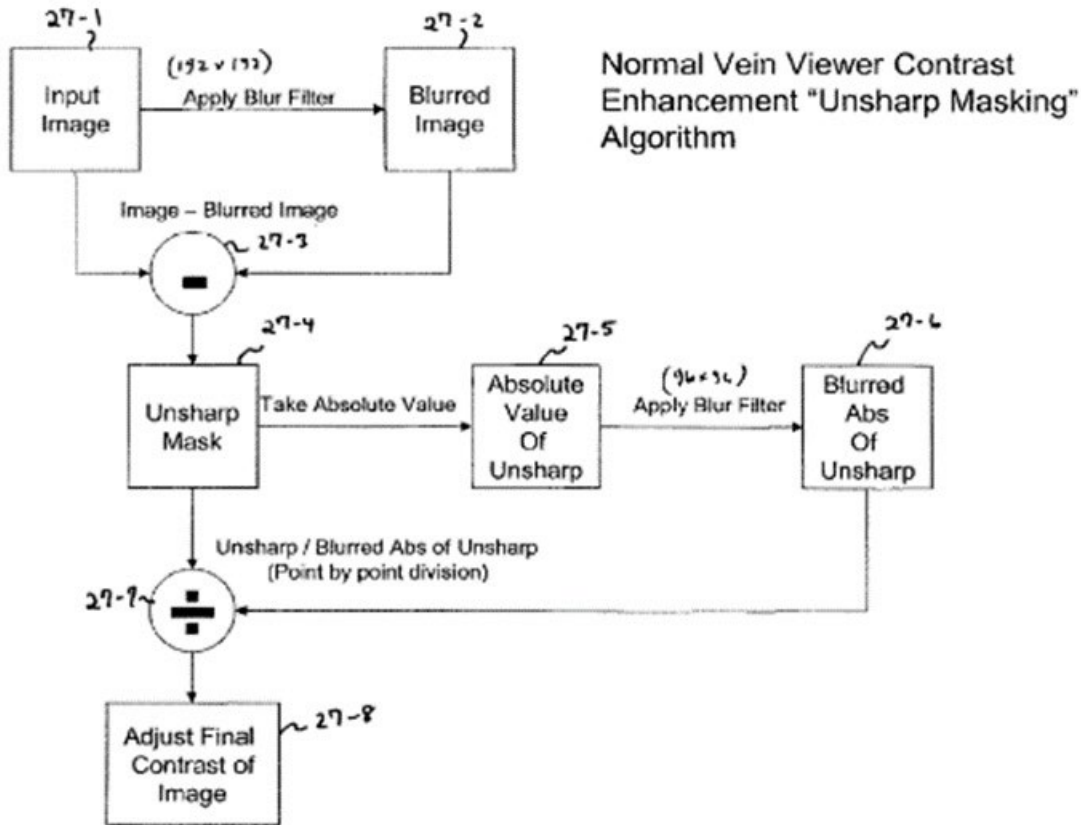 27-1
27-2
Normal Vein Viewer Contrast
Enhancement “Unsharp Masking”
Algorithm
Input
Image
(192 x 192)
Apply Blur Filter
Blurred
Image
Image – Blurred Image
27-3
27-4
27-5
27-6
Unsharp
Mask
Take Absolute Value
Absolute
Value
Of
Unsharp
(96 x 96)
Apply Blur Filter
Blurred
Abs
Of
Unsharp
Unsharp / Blurred Abs of Unsharp
(Point by point division)
27-7
27-8
Adjust Final
Contrast of
Image